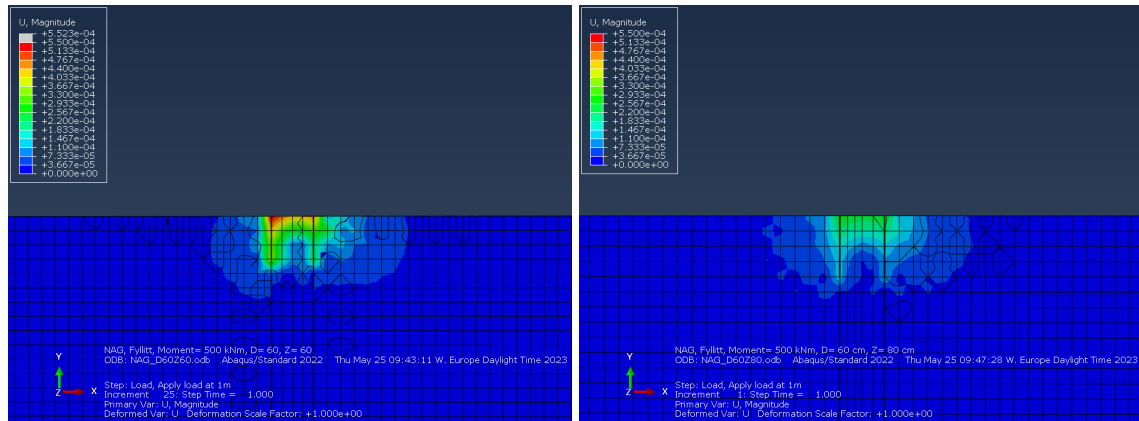 U, Magnitude
+5.523e-04
+5.500e-04
+5.133e-04
+4.767e-04
+4.400e-04
+4.033e-04
+3.667e-04
+3.300e-04
+2.933e-04
+2.567e-04
+2.200e-04
+1.833e-04
+1.467e-04
+1.100e-04
+7.333e-05
+3.667e-05
+0.000e+00
NAG, Fyllitt, Moment= 500 kNm, D= 60, Z= 60
ODB: NAG_D60Z60.odb Abaqus/Standard 2022 Thu May 25 09:43:11 W. Europe Daylight Time 2023
Y
Z X
Step: Load, Apply load at 1m
Increment 25: Step Time = 1.000
Primary Var: U, Magnitude
Deformed Var: U Deformation Scale Factor: +1.000e+00
U, Magnitude
+5.500e-04
+5.133e-04
+4.767e-04
+4.400e-04
+4.033e-04
+3.667e-04
+3.300e-04
+2.933e-04
+2.567e-04
+2.200e-04
+1.833e-04
+1.467e-04
+1.100e-04
+7.333e-05
+3.667e-05
+0.000e+00
NAG, Fyllitt, Moment= 500 kNm, D= 60 cm, Z= 80 cm
ODB: NAG_D60Z80.odb Abaqus/Standard 2022 Thu May 25 09:47:28 W. Europe Daylight Time 2023
Y
Z X
Step: Load, Apply load at 1m
Increment 1: Step Time = 1.000
Primary Var: U, Magnitude
Deformed Var: U Deformation Scale Factor: +1.000e+00